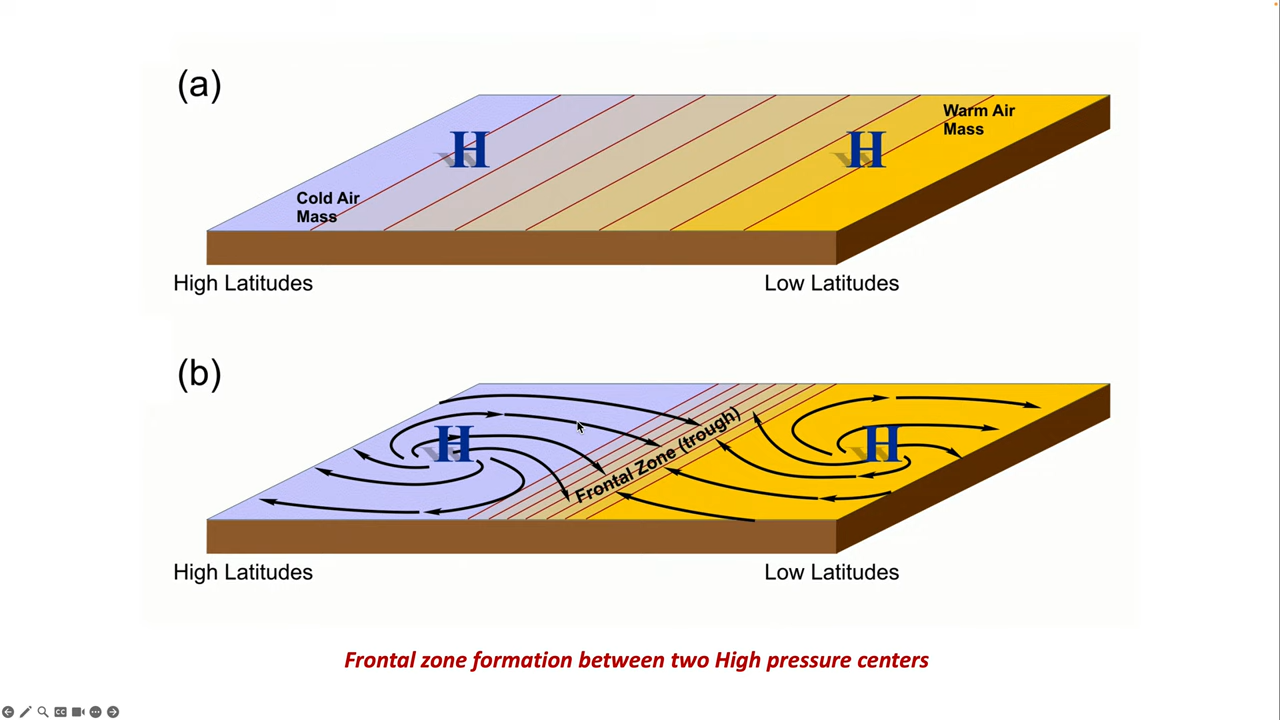 (a)
H
H
Warm Air
Mass
Cold Air
Mass
High Latitudes
Low Latitudes
(b)
H
H
Frontal Zone (trough)
High Latitudes
Low Latitudes
Frontal zone formation between two High pressure centers